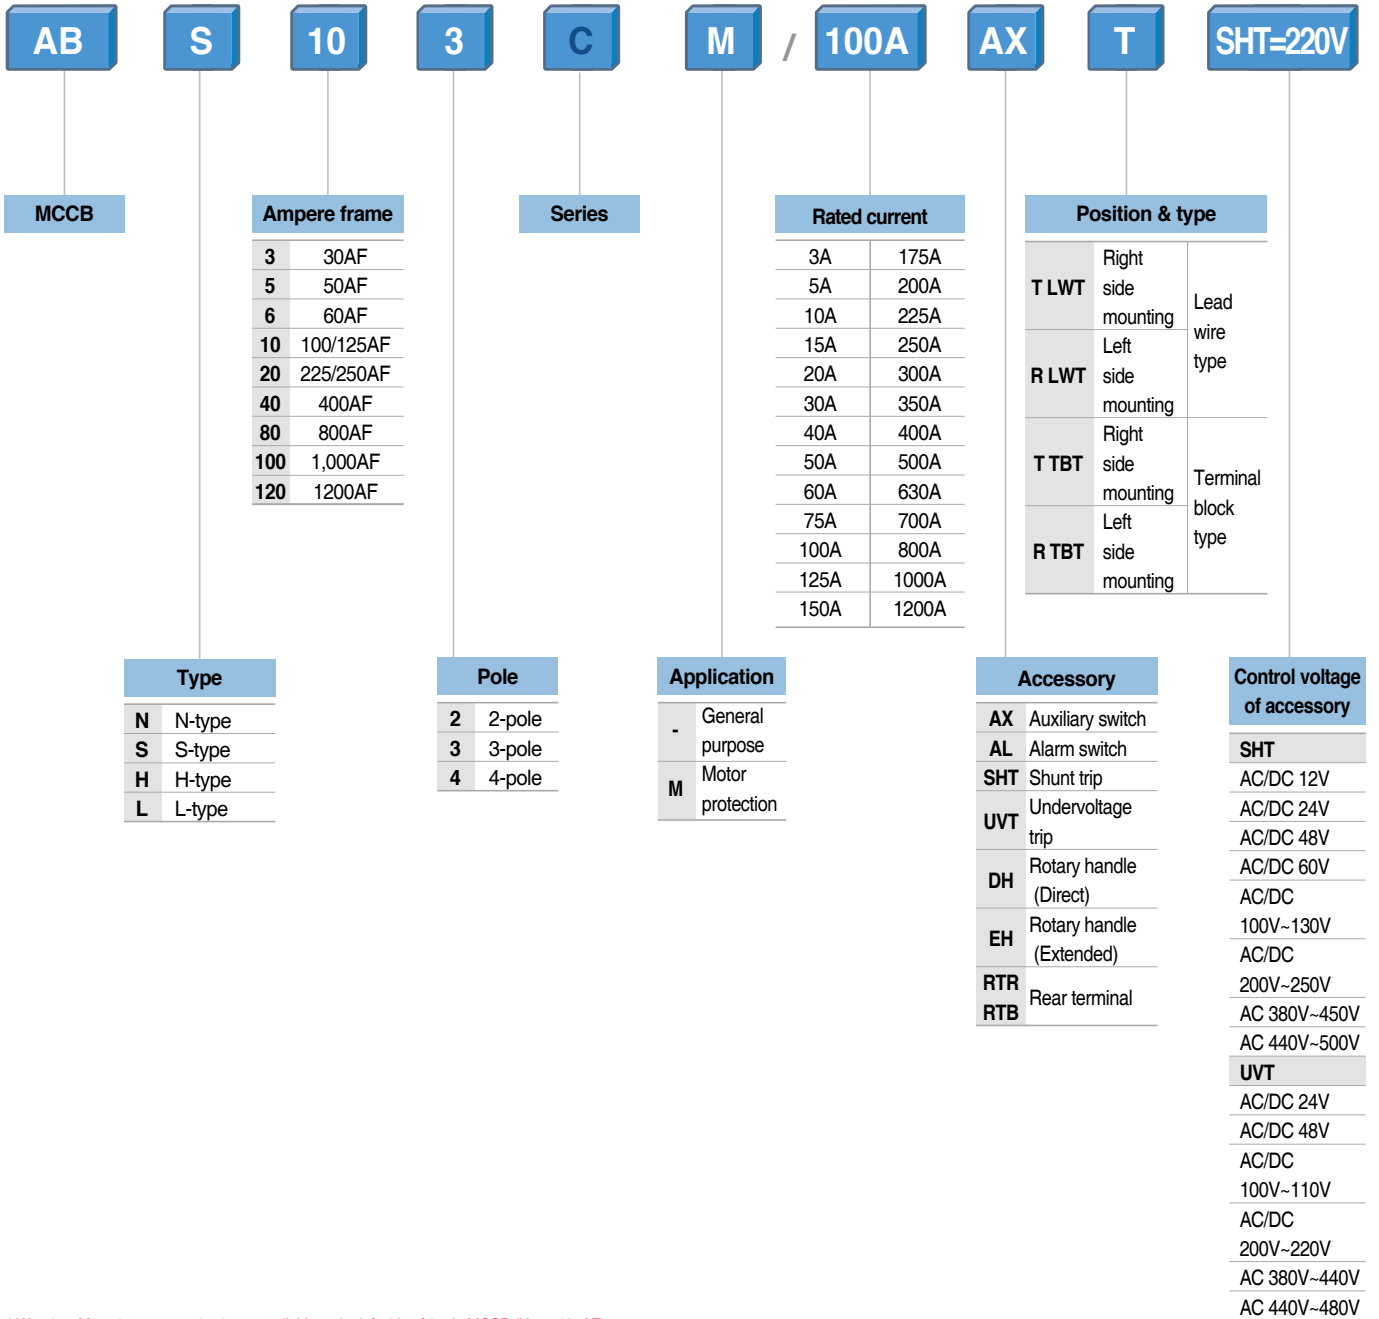 AB S 10 3 C M / 100A AX T SHT=220V
MCCB
Ampere frame
3 30AF
5 50AF
6 60AF
10 100/125AF
20 225/250AF
40 400AF
80 800AF
100 1,000AF
120 1200AF
Series
Rated current
3A 175A
5A 200A
10A 225A
15A 250A
20A 300A
30A 350A
40A 400A
50A 500A
60A 630A
75A 700A
100A 800A
125A 1000A
150A 1200A
Position & type
T LWT Right
side
mounting
R LWT Left
side
mounting
Lead
wire
type
T TBT Right
side
mounting
R TBT Left
side
mounting
Terminal
block
type
Type
N N-type
S S-type
H H-type
L L-type
Pole
2 2-pole
3 3-pole
4 4-pole
Application
- General
purpose
M Motor
protection
Accessory
AX Auxiliary switch
AL Alarm switch
SHT Shunt trip
UVT Undervoltage
trip
DH Rotary handle
(Direct)
EH Rotary handle
(Extended)
RTR
RTB
Rear terminal
Control voltage
of accessory
SHT
AC/DC 12V
AC/DC 24V
AC/DC 48V
AC/DC 60V
AC/DC
100V~130V
AC/DC
200V~250V
AC 380V~450V
AC 440V~500V
UVT
AC/DC 24V
AC/DC 48V
AC/DC
100V~110V
AC/DC
200V~220V
AC 380V~440V
AC 440V~480V